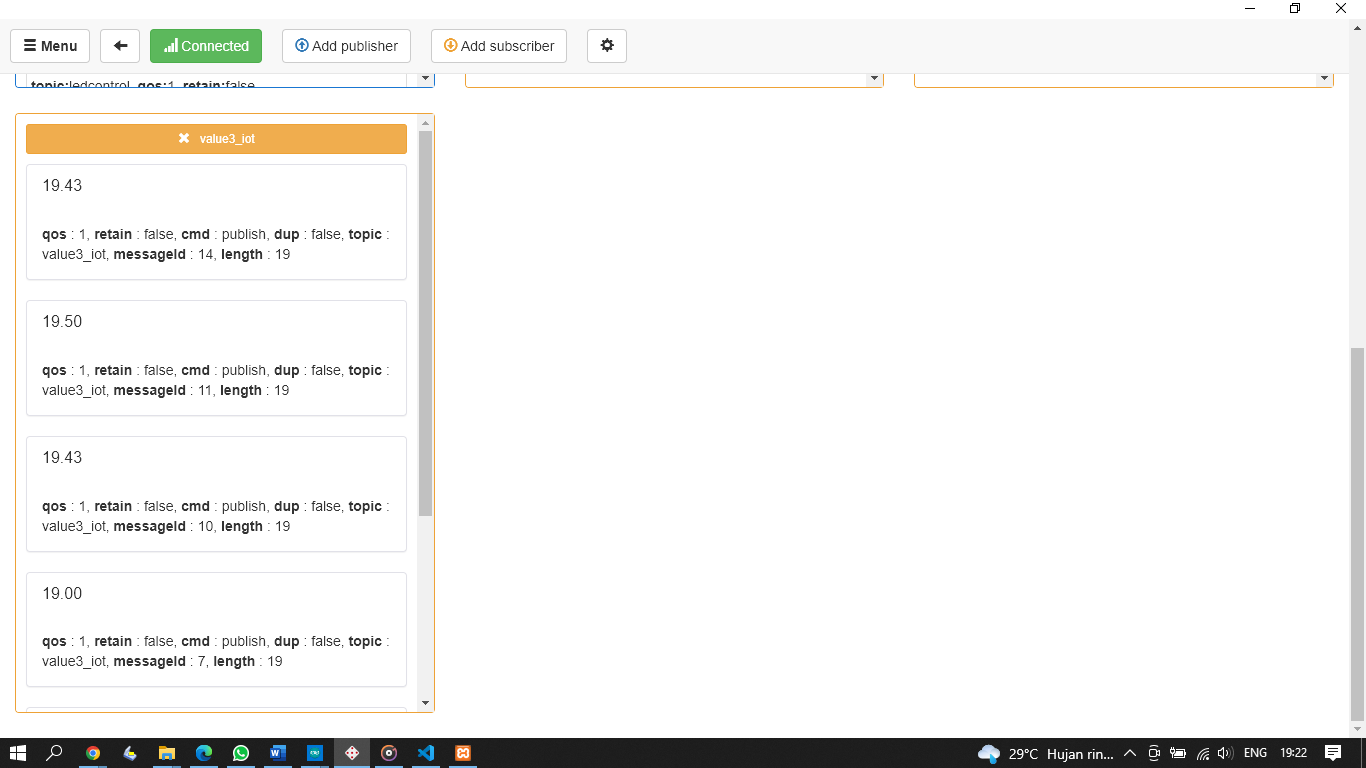 Menu
Connected
Add publisher
Add subscriber
topic:ledcontrol, qos:1, retain:false
value3_iot
19.43
qos : 1, retain : false, cmd : publish, dup : false, topic :
value3_iot, messageId : 14, length : 19
19.50
qos : 1, retain : false, cmd : publish, dup : false, topic :
value3_iot, messageId : 11, length : 19
19.43
qos : 1, retain : false, cmd : publish, dup : false, topic :
value3_iot, messageId : 10, length : 19
19.00
qos : 1, retain : false, cmd : publish, dup : false, topic :
value3_iot, messageId : 7, length : 19
29°C Hujan rin... ENG 19:22